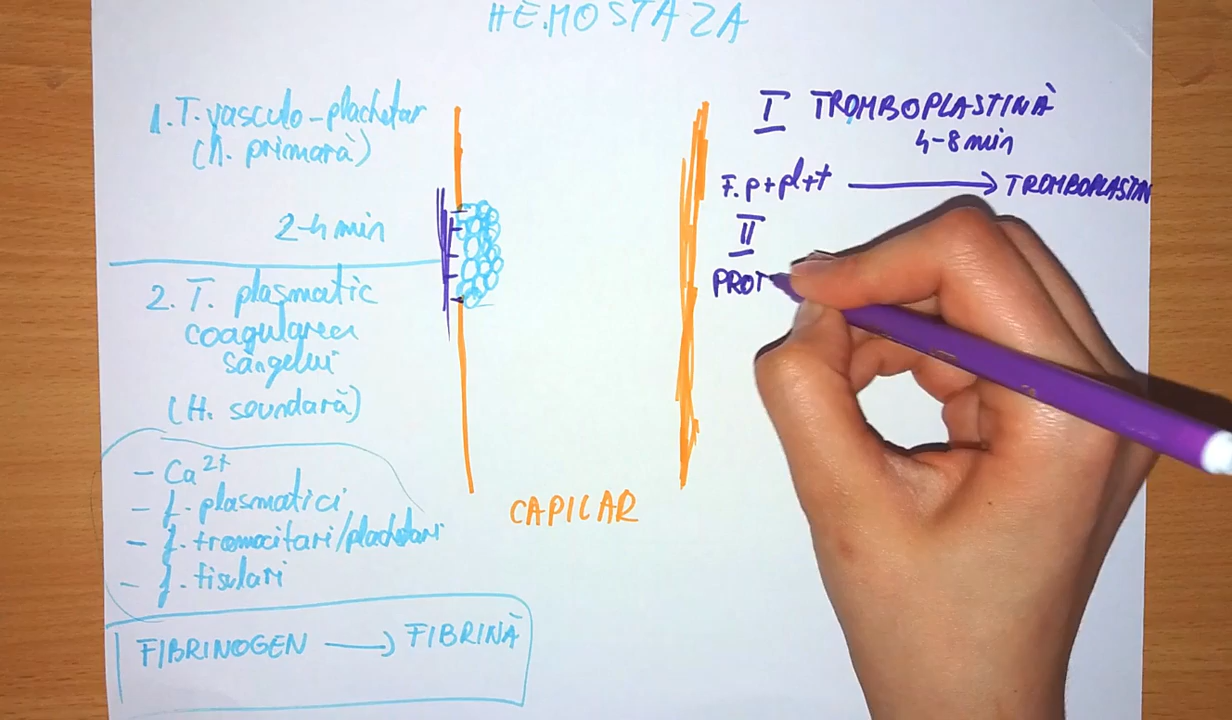 HEMOSTAZA
1. T. vasculo-plachetar
(h. primară)
2-4 min
2. T. plasmatic
coagularea
sângelui
(H. secundară)
- Ca2+
- f. plasmatici
- f. tromocitari/plachetari
- f. tisulari
FIBRINOGEN → FIBRINĂ
CAPILAR
I TROMBOPLASTINĂ
4-8 min
F. p+pl+t → TROMBOPLASTIN
II
PROT